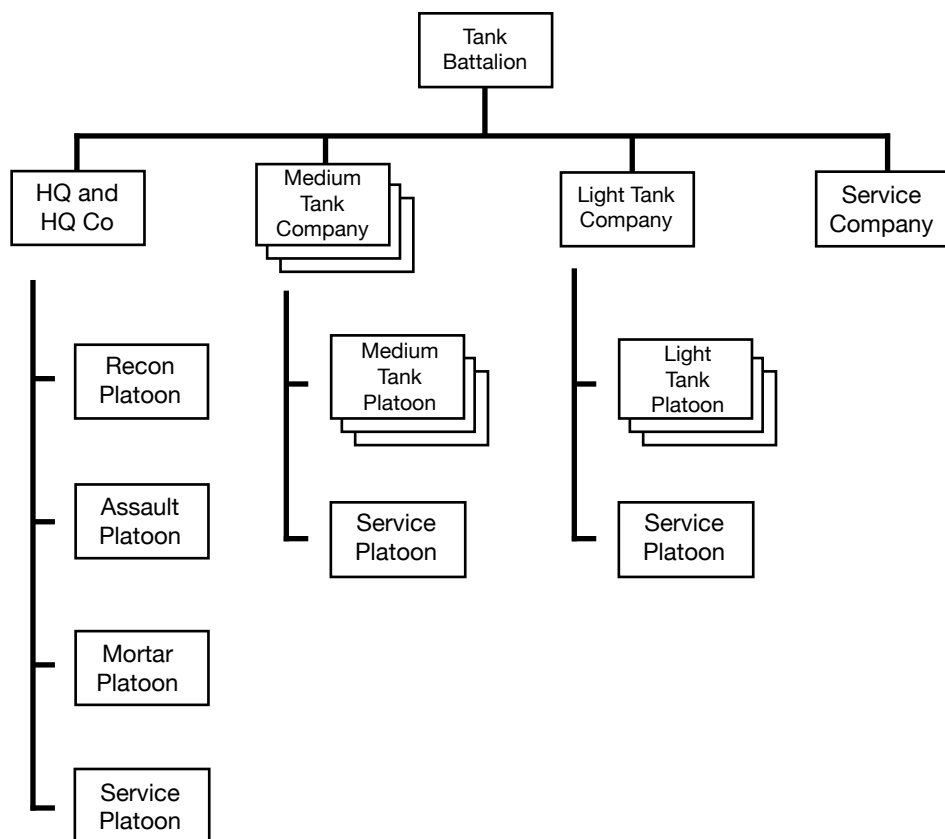 Tank
Battalion
HQ and
HQ Co
Medium
Tank
Company
Light Tank
Company
Service
Company
Recon
Platoon
Assault
Platoon
Mortar
Platoon
Service
Platoon
Medium
Tank
Platoon
Service
Platoon
Light
Tank
Platoon
Service
Platoon